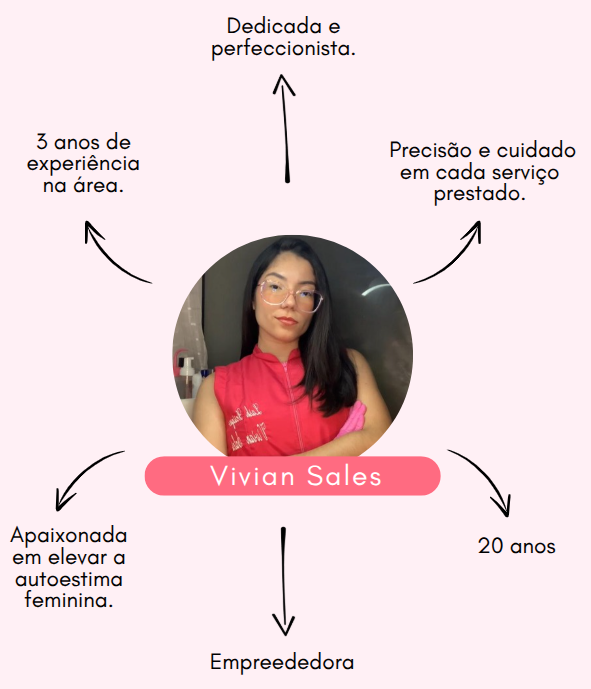 Dedicada e
perfeccionista.
3 anos de
experiência
na área.
Precisão e cuidado
em cada serviço
prestado.
Vivian Sales
Apaixonada
em elevar a
autoestima
feminina.
20 anos
Empreededora